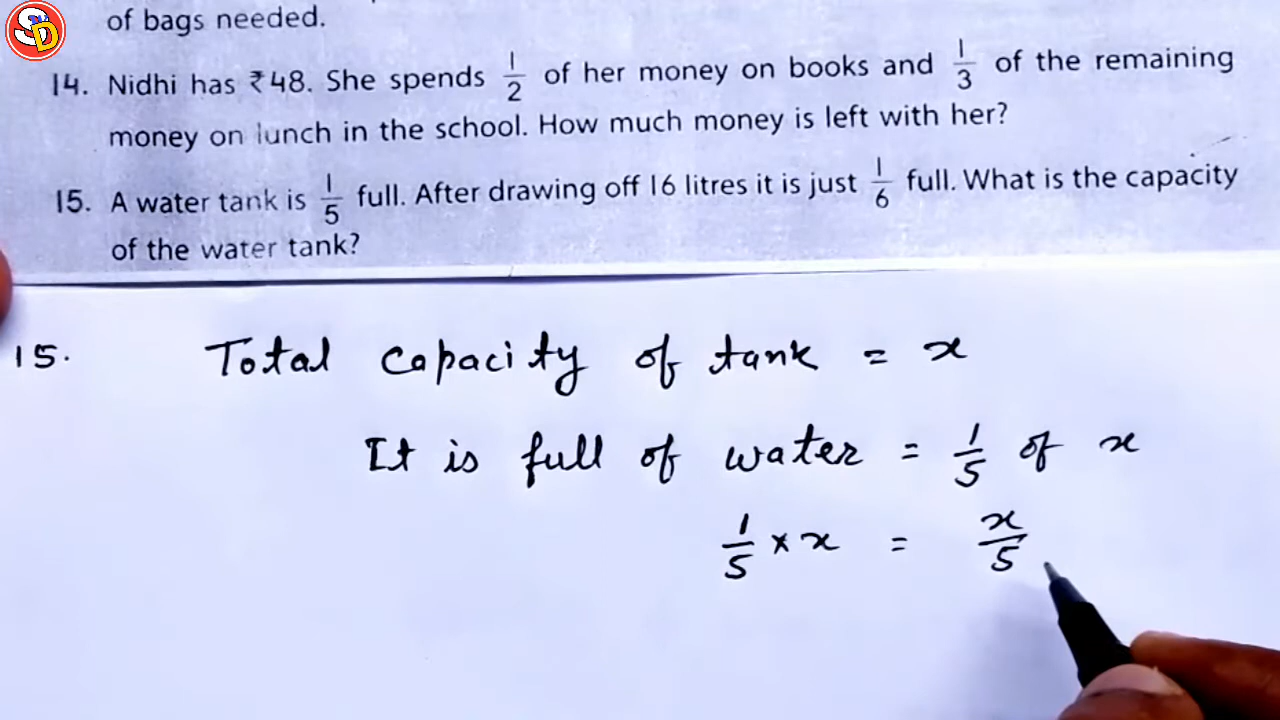 SD
of bags needed.
14. Nidhi has ₹48. She spends 1/2 of her money on books and 1/3 of the remaining
money on lunch in the school. How much money is left with her?
15. A water tank is 1/5 full. After drawing off 16 litres it is just 1/6 full. What is the capacity
of the water tank?
15. Total capacity of tank = x
It is full of water = 1/5 of x
1/5 × x = x/5